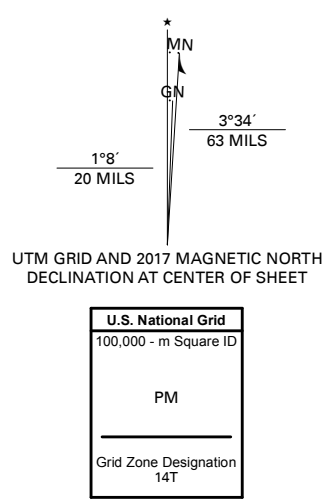 MN
GN
3°34´
63 MILS
1°8´
20 MILS
UTM GRID AND 2017 MAGNETIC NORTH
DECLINATION AT CENTER OF SHEET
U.S. National Grid
100,000 - m Square ID
PM
Grid Zone Designation
14T